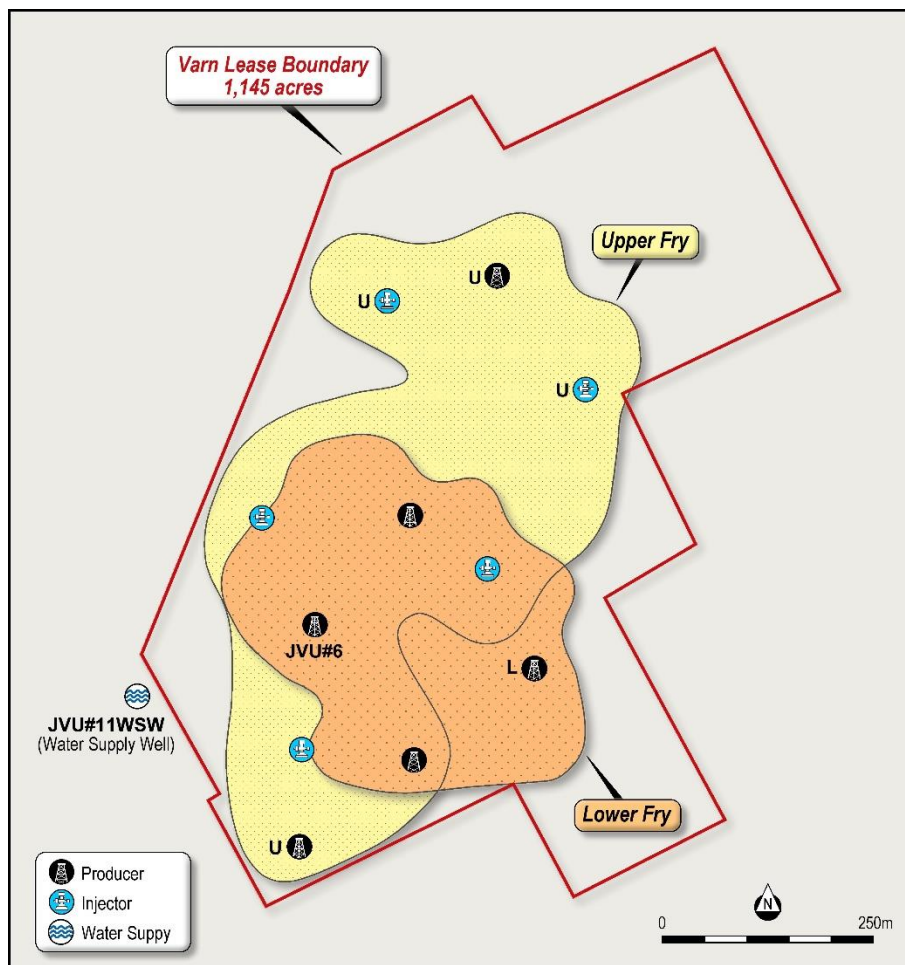 Varn Lease Boundary
1,145 acres
Upper Fry
U
U
U
JVU#6
L
JVU#11WSW
(Water Supply Well)
U
Lower Fry
Producer
Injector
Water Suppy
N
0
250m